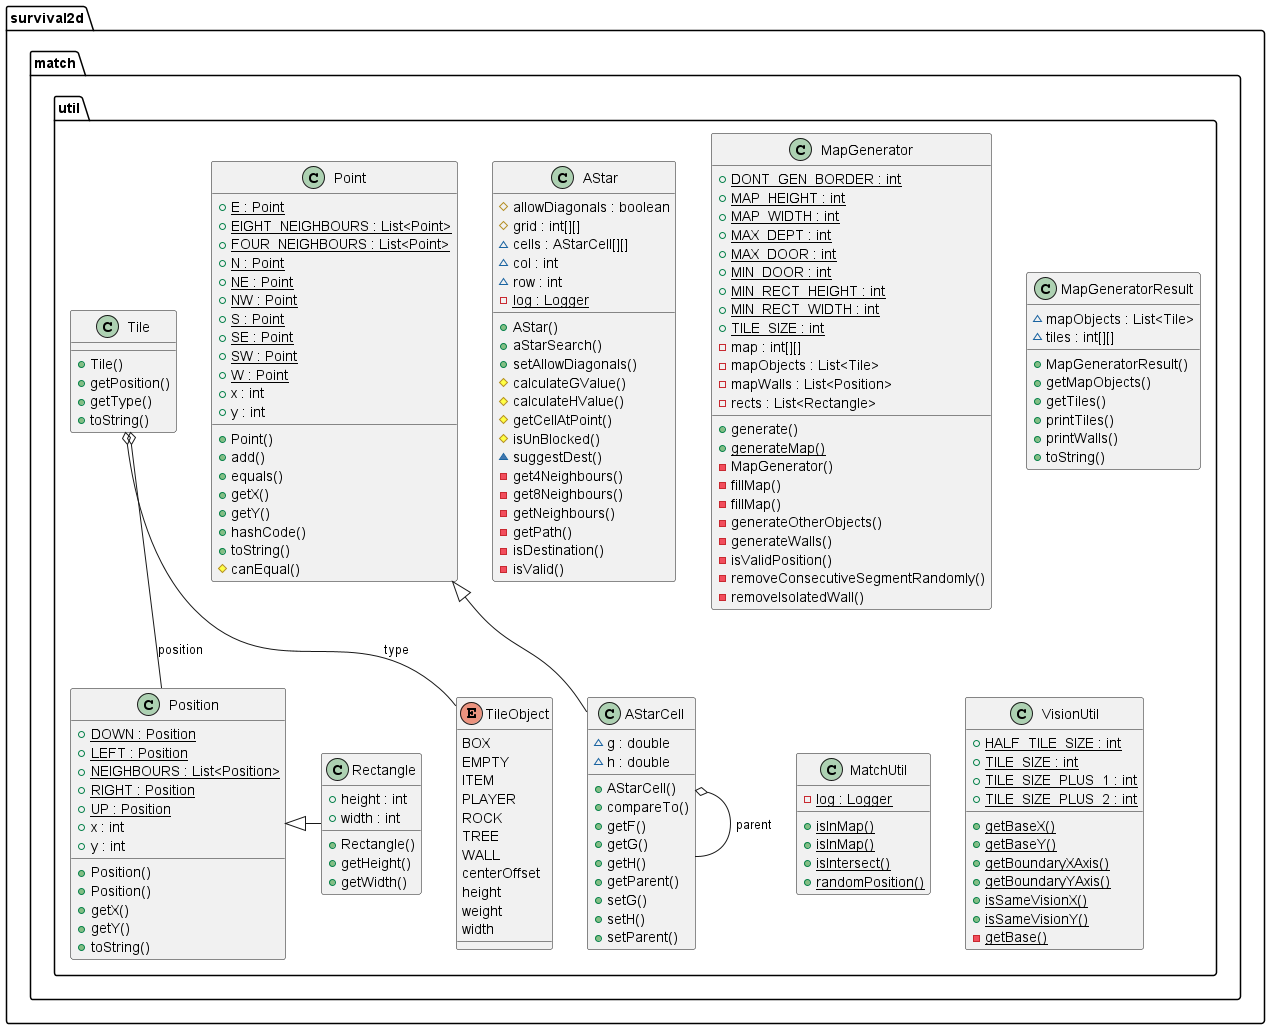 survival2d
match
util
Tile
Tile()
getPosition()
getType()
toString()
Point
E : Point
EIGHT_NEIGHBOURS : List<Point>
FOUR_NEIGHBOURS : List<Point>
N : Point
NE : Point
NW : Point
S : Point
SE : Point
SW : Point
W : Point
x : int
y : int
Point()
add()
equals()
getX()
getY()
hashCode()
toString()
canEqual()
AStar
allowDiagonals : boolean
grid : int[][]
cells : AStarCell[][]
col : int
row : int
log : Logger
AStar()
aStarSearch()
setAllowDiagonals()
calculateGValue()
calculateHValue()
getCellAtPoint()
isUnBlocked()
suggestDest()
get4Neighbours()
get8Neighbours()
getNeighbours()
getPath()
isDestination()
isValid()
MapGenerator
DONT_GEN_BORDER : int
MAP_HEIGHT : int
MAP_WIDTH : int
MAX_DEPT : int
MAX_DOOR : int
MIN_DOOR : int
MIN_RECT_HEIGHT : int
MIN_RECT_WIDTH : int
TILE_SIZE : int
map : int[][]
mapObjects : List<Tile>
mapWalls : List<Position>
rects : List<Rectangle>
generate()
generateMap()
MapGenerator()
fillMap()
fillMap()
generateOtherObjects()
generateWalls()
isValidPosition()
removeConsecutiveSegmentRandomly()
removeIsolatedWall()
MapGeneratorResult
mapObjects : List<Tile>
tiles : int[][]
MapGeneratorResult()
getMapObjects()
getTiles()
printTiles()
printWalls()
toString()
position
type
Position
DOWN : Position
LEFT : Position
NEIGHBOURS : List<Position>
RIGHT : Position
UP : Position
x : int
y : int
Position()
Position()
getX()
getY()
toString()
Rectangle
height : int
width : int
Rectangle()
getHeight()
getWidth()
TileObject
BOX
EMPTY
ITEM
PLAYER
ROCK
TREE
WALL
centerOffset
height
weight
width
AStarCell
g : double
h : double
AStarCell()
compareTo()
getF()
getG()
getH()
getParent()
setG()
setH()
setParent()
parent
MatchUtil
log : Logger
isInMap()
isInMap()
isIntersect()
randomPosition()
VisionUtil
HALF_TILE_SIZE : int
TILE_SIZE : int
TILE_SIZE_PLUS_1 : int
TILE_SIZE_PLUS_2 : int
getBaseX()
getBaseY()
getBoundaryXAxis()
getBoundaryYAxis()
isSameVisionX()
isSameVisionY()
getBase()